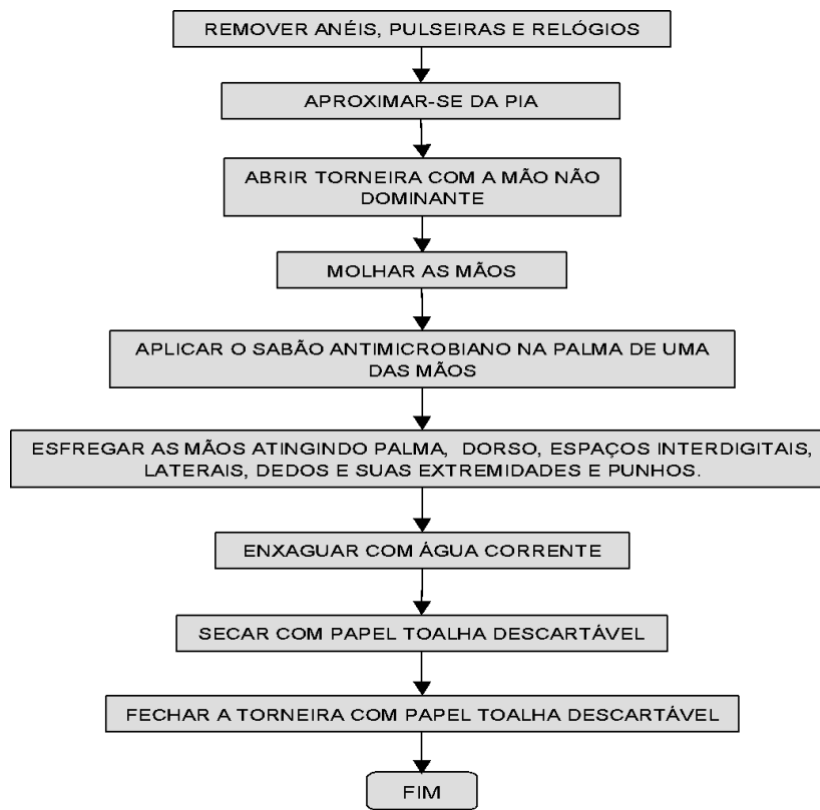 REMOVER ANÉIS, PULSEIRAS E RELÓGIOS
APROXIMAR-SE DA PIA
ABRIR TORNEIRA COM A MÃO NÃO
DOMINANTE
MOLHAR AS MÃOS
APLICAR O SABÃO ANTIMICROBIANO NA PALMA DE UMA
DAS MÃOS
ESFREGAR AS MÃOS ATINGINDO PALMA, DORSO, ESPAÇOS INTERDIGITAIS,
LATERAIS, DEDOS E SUAS EXTREMIDADES E PUNHOS.
ENXAGUAR COM ÁGUA CORRENTE
SECAR COM PAPEL TOALHA DESCARTÁVEL
FECHAR A TORNEIRA COM PAPEL TOALHA DESCARTÁVEL
FIM